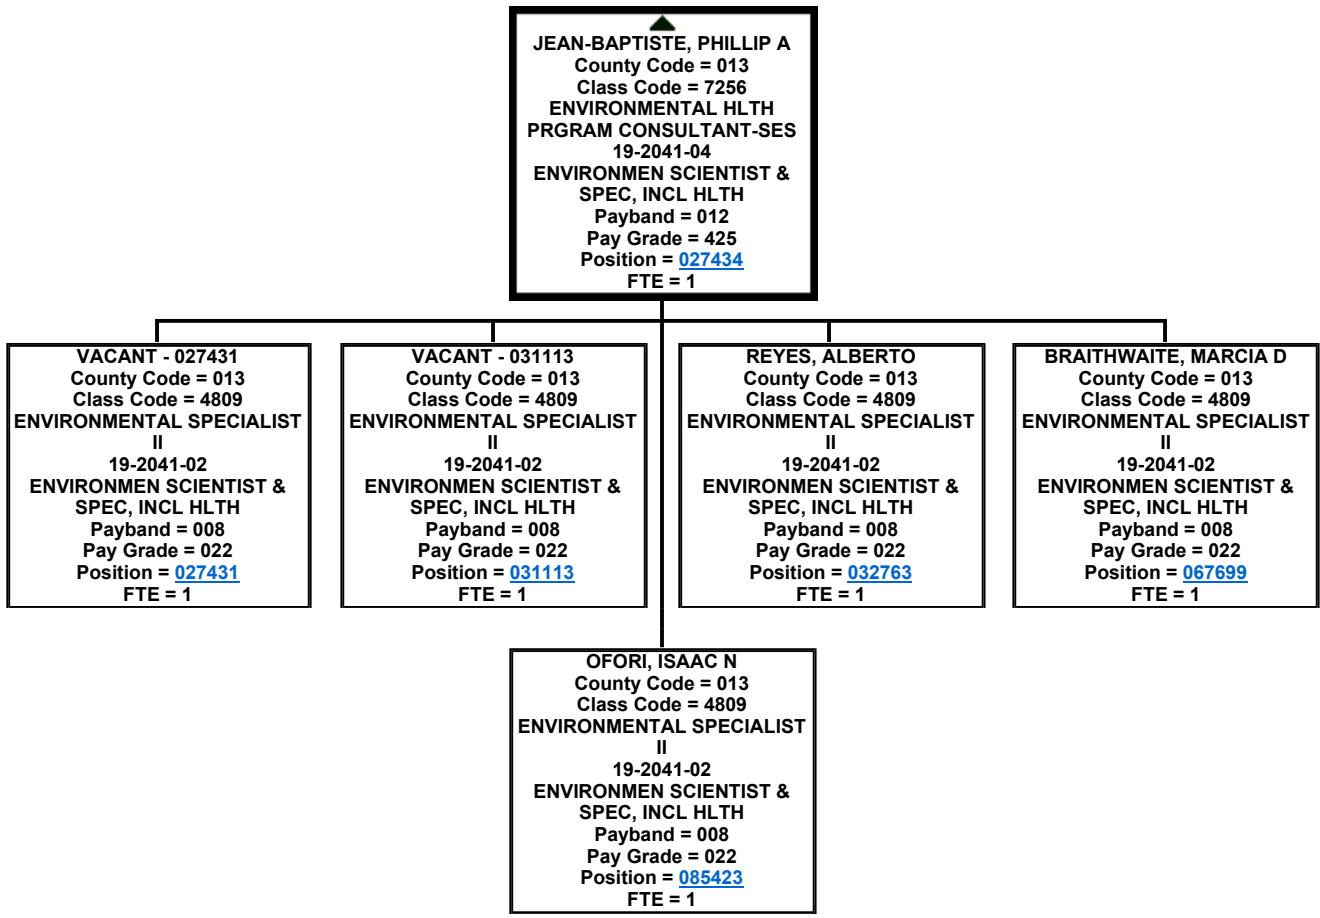 JEAN-BAPTISTE, PHILLIP A
County Code = 013
Class Code = 7256
ENVIRONMENTAL HLTH
PRGRAM CONSULTANT-SES
19-2041-04
ENVIRONMEN SCIENTIST &
SPEC, INCL HLTH
Payband = 012
Pay Grade = 425
Position = 027434
FTE = 1
VACANT - 027431
County Code = 013
Class Code = 4809
ENVIRONMENTAL SPECIALIST
II
19-2041-02
ENVIRONMEN SCIENTIST &
SPEC, INCL HLTH
Payband = 008
Pay Grade = 022
Position = 027431
FTE = 1
VACANT - 031113
County Code = 013
Class Code = 4809
ENVIRONMENTAL SPECIALIST
II
19-2041-02
ENVIRONMEN SCIENTIST &
SPEC, INCL HLTH
Payband = 008
Pay Grade = 022
Position = 031113
FTE = 1
REYES, ALBERTO
County Code = 013
Class Code = 4809
ENVIRONMENTAL SPECIALIST
II
19-2041-02
ENVIRONMEN SCIENTIST &
SPEC, INCL HLTH
Payband = 008
Pay Grade = 022
Position = 032763
FTE = 1
BRAITHWAITE, MARCIA D
County Code = 013
Class Code = 4809
ENVIRONMENTAL SPECIALIST
II
19-2041-02
ENVIRONMEN SCIENTIST &
SPEC, INCL HLTH
Payband = 008
Pay Grade = 022
Position = 067699
FTE = 1
OFORI, ISAAC N
County Code = 013
Class Code = 4809
ENVIRONMENTAL SPECIALIST
II
19-2041-02
ENVIRONMEN SCIENTIST &
SPEC, INCL HLTH
Payband = 008
Pay Grade = 022
Position = 085423
FTE = 1